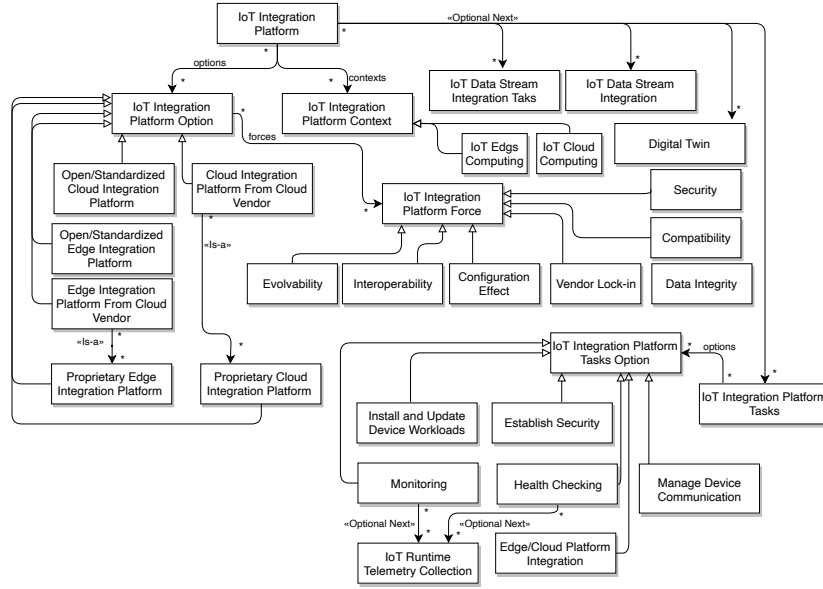 IoT Integration
Platform
«Optional Next»
*
*
options
*
contexts
*
*
*
*
IoT Integration
Platform Option
IoT Integration
Platform Context
IoT Data Stream
Integration Taks
IoT Data Stream
Integration
*
forces
*
IoT Edgs
Computing
IoT Cloud
Computing
Digital Twin
Open/Standardized
Cloud Integration
Platform
Cloud Integration
Platform From Cloud
Vendor
*
IoT Integration
Platform Force
*
Security
Open/Standardized
Edge Integration
Platform
«Is-a»
Compatibility
Edge Integration
Platform From Cloud
Vendor
Evolvability
Interoperability
Configuration
Effect
Vendor Lock-in
Data Integrity
*
«Is-a»
*
*
Proprietary Edge
Integration Platform
Proprietary Cloud
Integration Platform
IoT Integration Platform
Tasks Option
*
options
*
*
IoT Integration Platform
Tasks
Install and Update
Device Workloads
Establish Security
Monitoring
Health Checking
Manage Device
Communication
*
*
«Optional Next»
*
*
«Optional Next»
IoT Runtime
Telemetry Collection
Edge/Cloud Platform
Integration